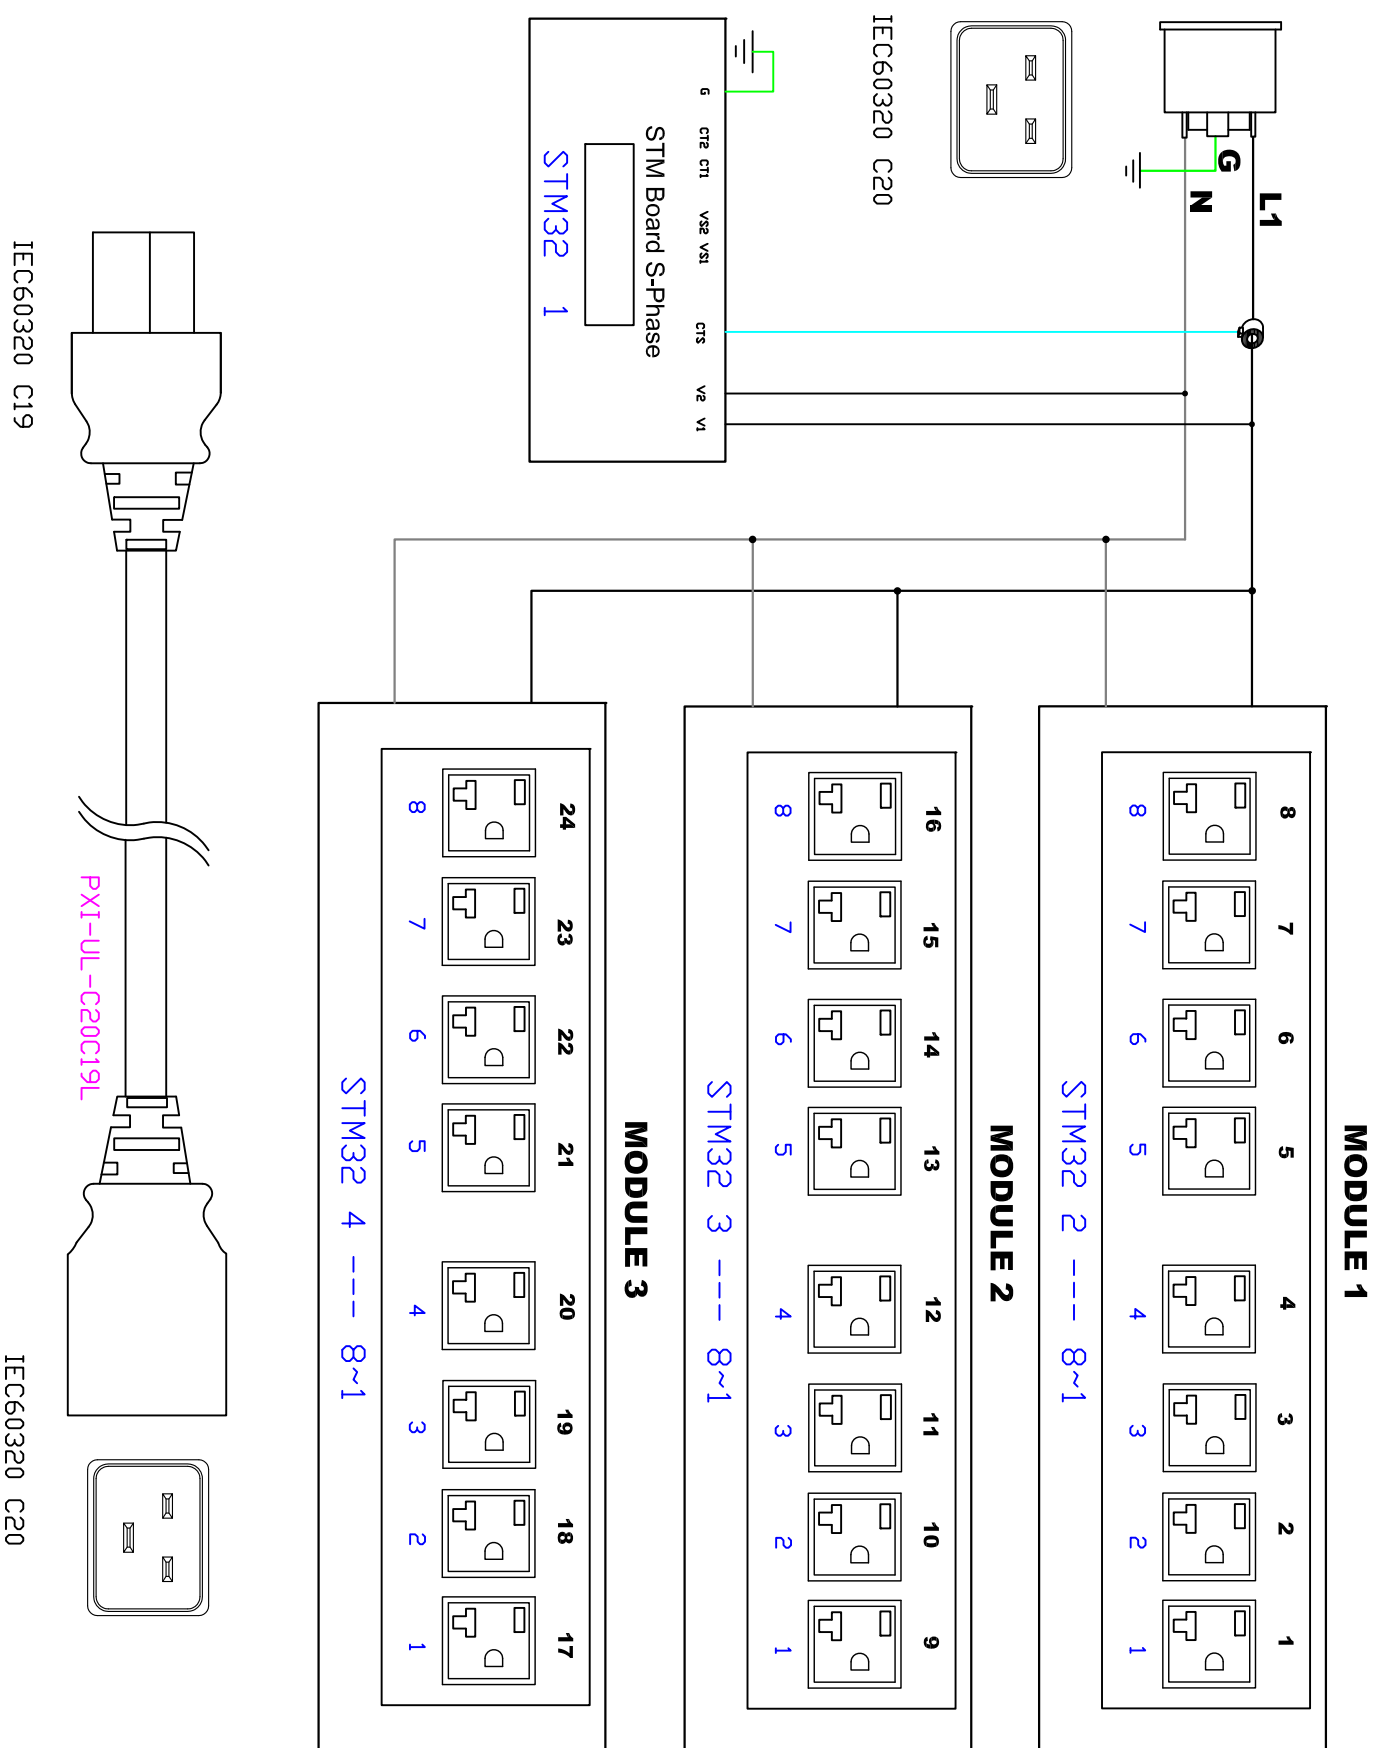 L1
N
G
IEC60320 C20
STM Board S-Phase
STM32 1
G
CT2
CT1
VS2
VS1
CTS
V2
V1
MODULE 1
8
7
6
5
4
3
2
1
8
7
6
5
4
3
2
1
STM32 2 --- 8~1
MODULE 2
16
15
14
13
12
11
10
9
8
7
6
5
4
3
2
1
STM32 3 --- 8~1
MODULE 3
24
23
22
21
20
19
18
17
8
7
6
5
4
3
2
1
STM32 4 --- 8~1
IEC60320 C19
PXI-UL-C20C19L
IEC60320 C20